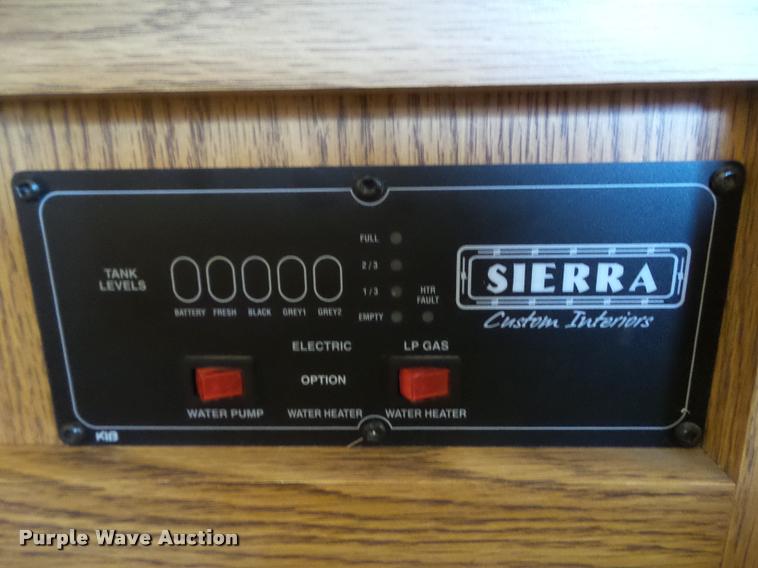 TANK
LEVELS
BATTERY FRESH BLACK GREY1 GREY2
FULL
2/3
1/3
EMPTY
HTR
FAULT
SIERRA
Custom Interiors
ELECTRIC
LP GAS
OPTION
WATER PUMP
WATER HEATER
WATER HEATER
KIB
Purple Wave Auction